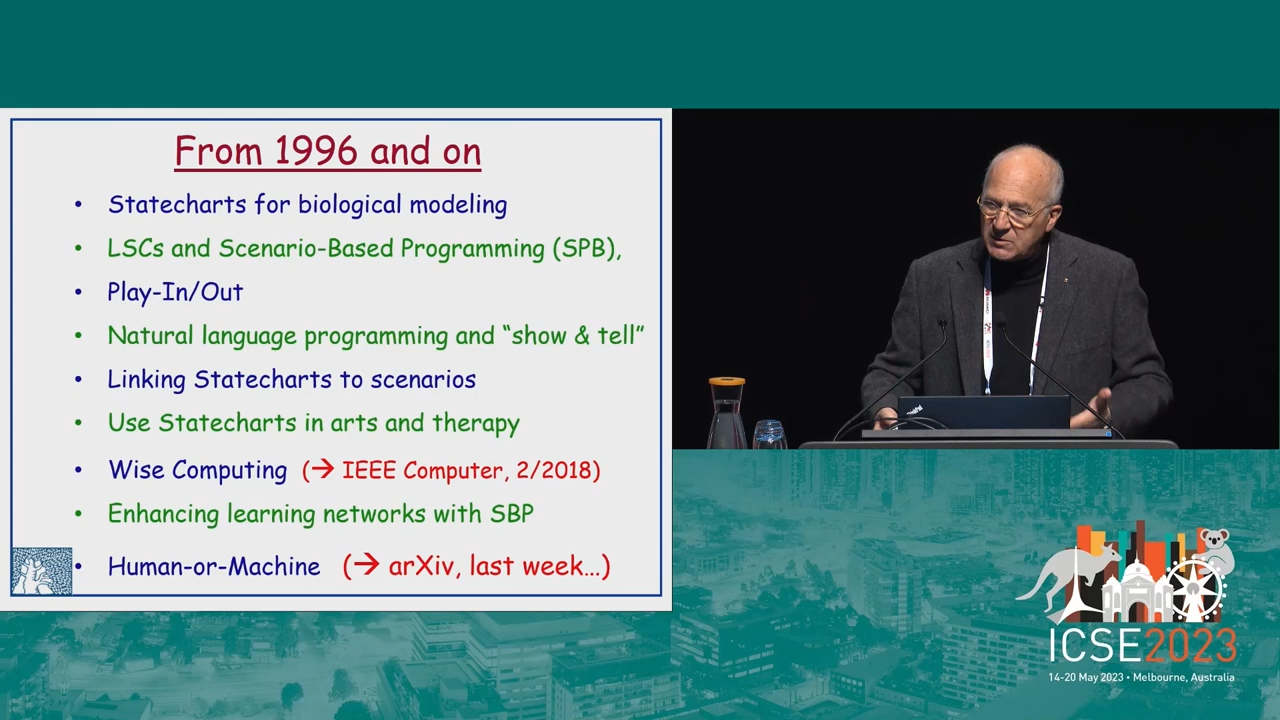 From 1996 and on
• Statecharts for biological modeling
• LSCs and Scenario-Based Programming (SPB),
• Play-In/Out
• Natural language programming and “show & tell”
• Linking Statecharts to scenarios
• Use Statecharts in arts and therapy
• Wise Computing (→ IEEE Computer, 2/2018)
• Enhancing learning networks with SBP
• Human-or-Machine (→ arXiv, last week…)
ICSE2023
14-20 May 2023 • Melbourne, Australia